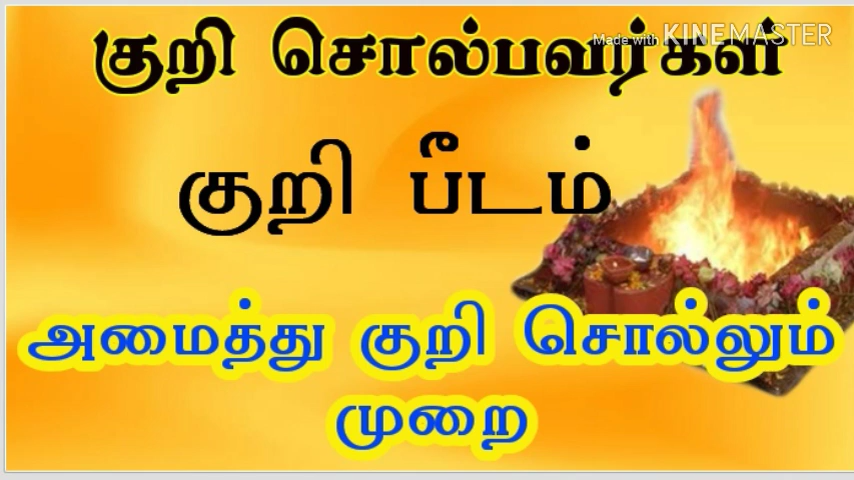 Made with KINEMASTER
குறி சொல்பவர்கள்
குறி பீடம்
அமைத்து குறி சொல்லும்
முறை